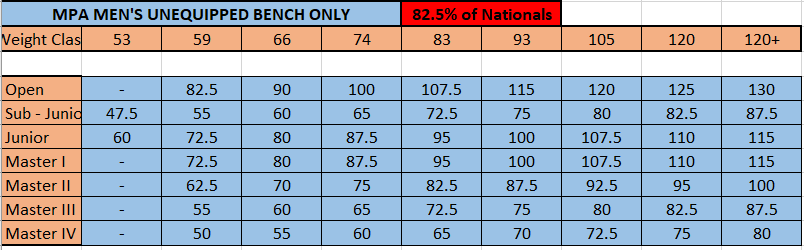 MPA MEN'S UNEQUIPPED BENCH ONLY 82.5% of Nationals
Weight Clas 53 59 66 74 83 93 105 120 120+
Open - 82.5 90 100 107.5 115 120 125 130
Sub - Junio 47.5 55 60 65 72.5 75 80 82.5 87.5
Junior 60 72.5 80 87.5 95 100 107.5 110 115
Master I - 72.5 80 87.5 95 100 107.5 110 115
Master II - 62.5 70 75 82.5 87.5 92.5 95 100
Master III - 55 60 65 72.5 75 80 82.5 87.5
Master IV - 50 55 60 65 70 72.5 75 80